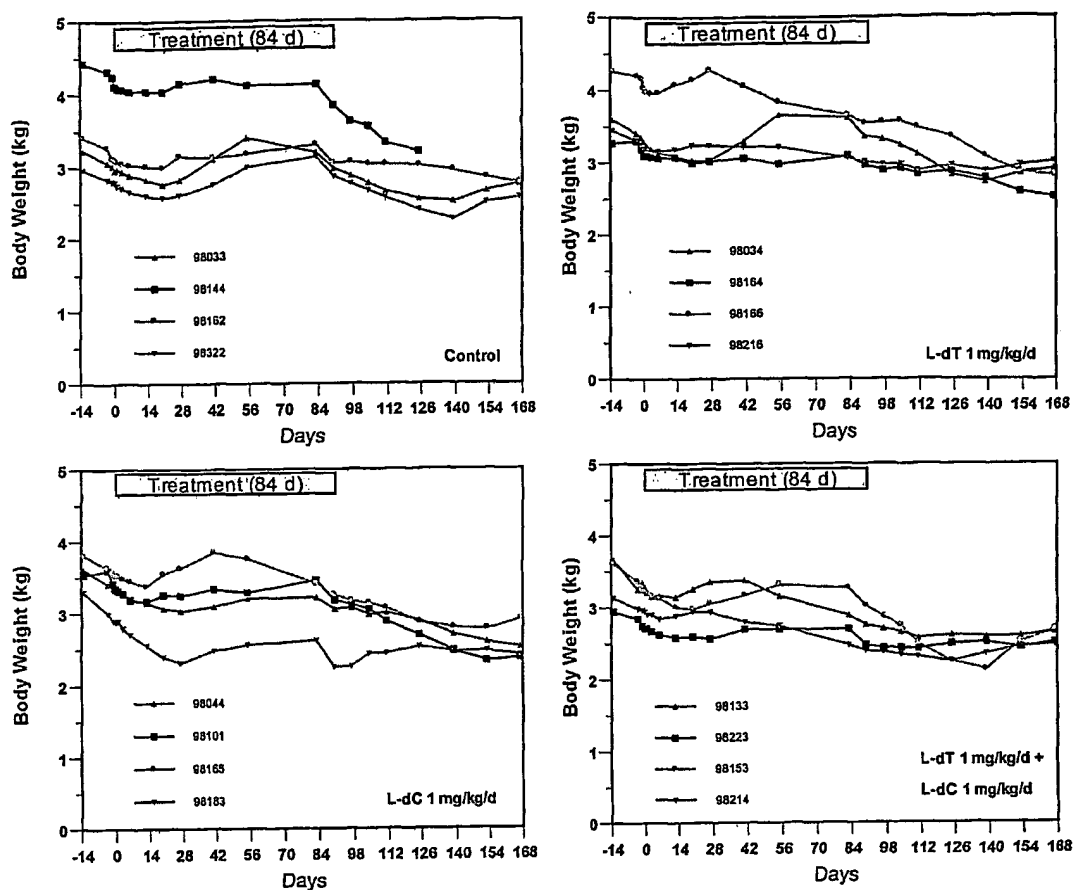 Treatment (84 d)
Body Weight (kg)
5
4
3
2
1
0
98033
98144
98162
98322
Control
-14 0 14 28 42 56 70 84 98 112 126 140 154 168
Days
Treatment (84 d)
Body Weight (kg)
5
4
3
2
1
0
98034
98164
98166
98216
L-dT 1 mg/kg/d
-14 0 14 28 42 56 70 84 98 112 126 140 154 168
Days
Treatment (84 d)
Body Weight (kg)
5
4
3
2
1
0
98044
98101
98165
98183
L-dC 1 mg/kg/d
-14 0 14 28 42 56 70 84 98 112 126 140 154 168
Days
Treatment (84 d)
Body Weight (kg)
5
4
3
2
1
0
98133
98223
98153
98214
L-dT 1 mg/kg/d +
L-dC 1 mg/kg/d
-14 0 14 28 42 56 70 84 98 112 126 140 154 168
Days